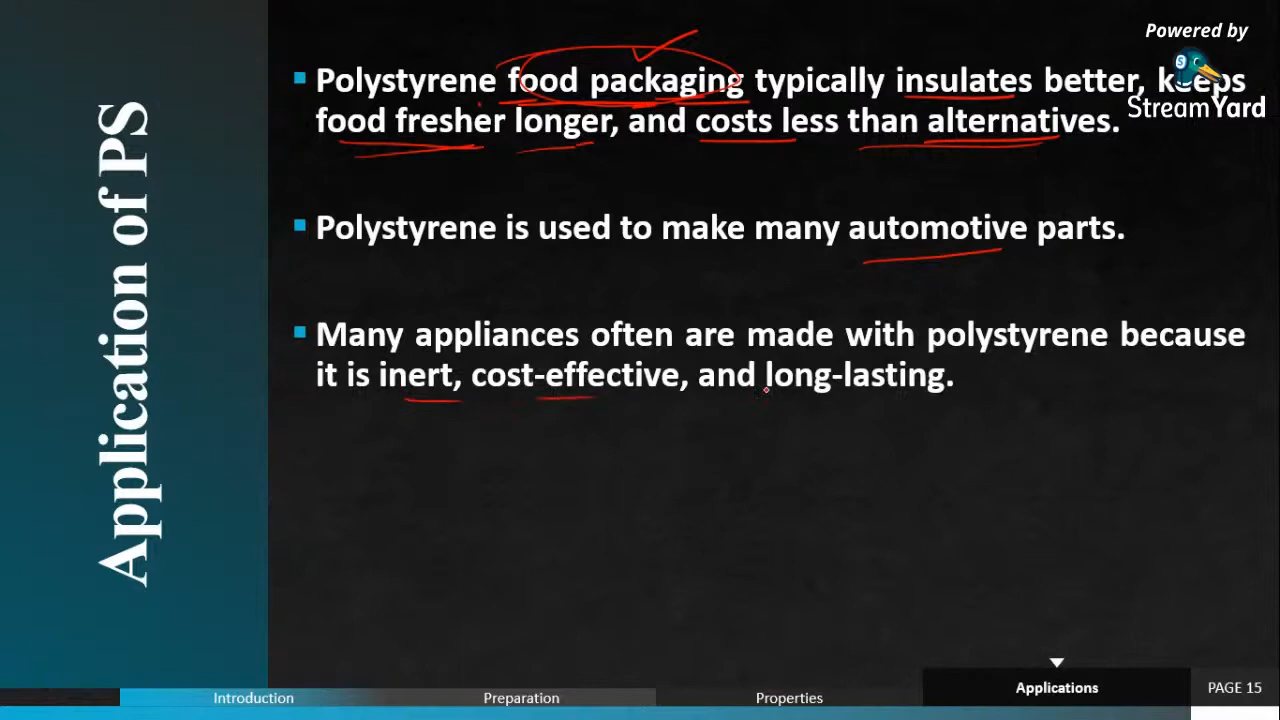 Powered by
StreamYard
Application of PS
Polystyrene food packaging typically insulates better, keeps
food fresher longer, and costs less than alternatives.
Polystyrene is used to make many automotive parts.
Many appliances often are made with polystyrene because
it is inert, cost-effective, and long-lasting.
Introduction
Preparation
Properties
Applications
PAGE 15